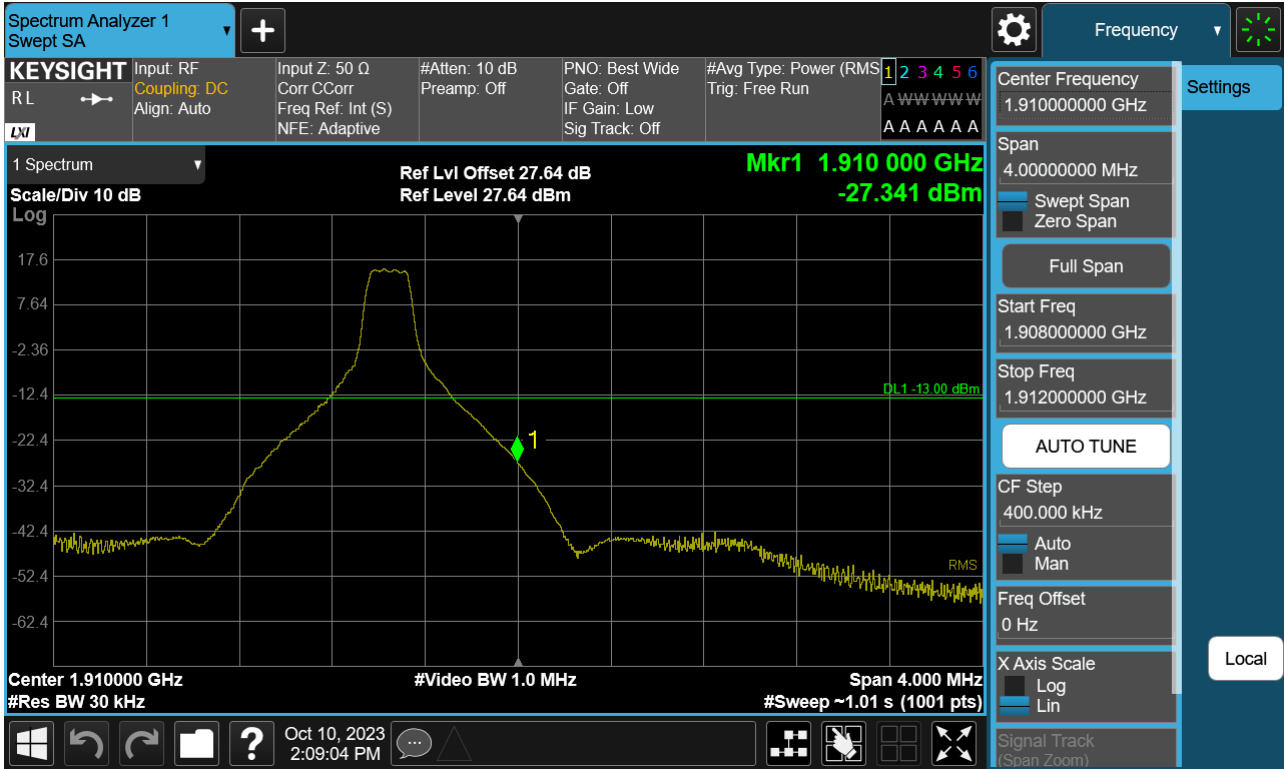 Spectrum Analyzer 1
Swept SA
Frequency
KEYSIGHT
R L
LXI
Input: RF
Coupling: DC
Align: Auto
Input Z: 50 Ω
Corr CCorr
Freq Ref: Int (S)
NFE: Adaptive
#Atten: 10 dB
Preamp: Off
PNO: Best Wide
Gate: Off
IF Gain: Low
Sig Track: Off
#Avg Type: Power (RMS
Trig: Free Run
1 2 3 4 5 6
A W W W W W
A A A A A A
1 Spectrum
Scale/Div 10 dB
Log
Ref Lvl Offset 27.64 dB
Ref Level 27.64 dBm
Mkr1 1.910 000 GHz
-27.341 dBm
17.6
7.64
-2.36
-12.4
-22.4
-32.4
-42.4
-52.4
-62.4
DL1 -13.00 dBm
1
RMS
Center 1.910000 GHz
#Video BW 1.0 MHz
Span 4.000 MHz
#Res BW 30 kHz
#Sweep ~1.01 s (1001 pts)
Center Frequency
1.910000000 GHz
Settings
Span
4.00000000 MHz
Swept Span
Zero Span
Full Span
Start Freq
1.908000000 GHz
Stop Freq
1.912000000 GHz
AUTO TUNE
CF Step
400.000 kHz
Auto
Man
Freq Offset
0 Hz
X Axis Scale
Log
Lin
Local
Signal Track
(Span Zoom)
?
Oct 10, 2023
2:09:04 PM